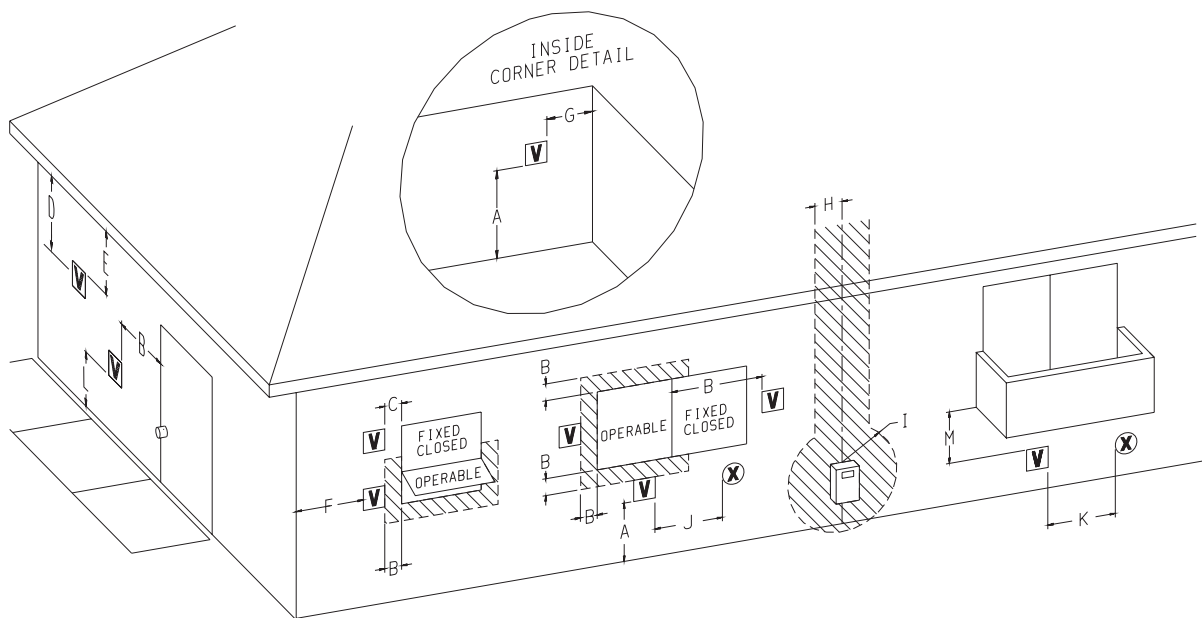 INSIDE
CORNER DETAIL
G
V
A
H
D
E
V
B
L
V
C
V
FIXED
CLOSED
OPERABLE
V
F
B
B
B
V
OPERABLE
FIXED
CLOSED
V
B
B
V
X
A
J
I
M
V
X
K